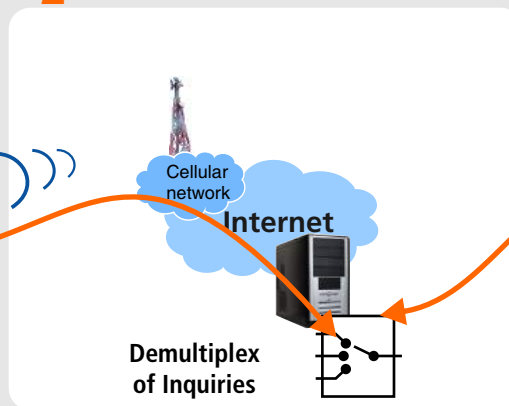 Cellular
network
Internet
Demultiplex
of Inquiries